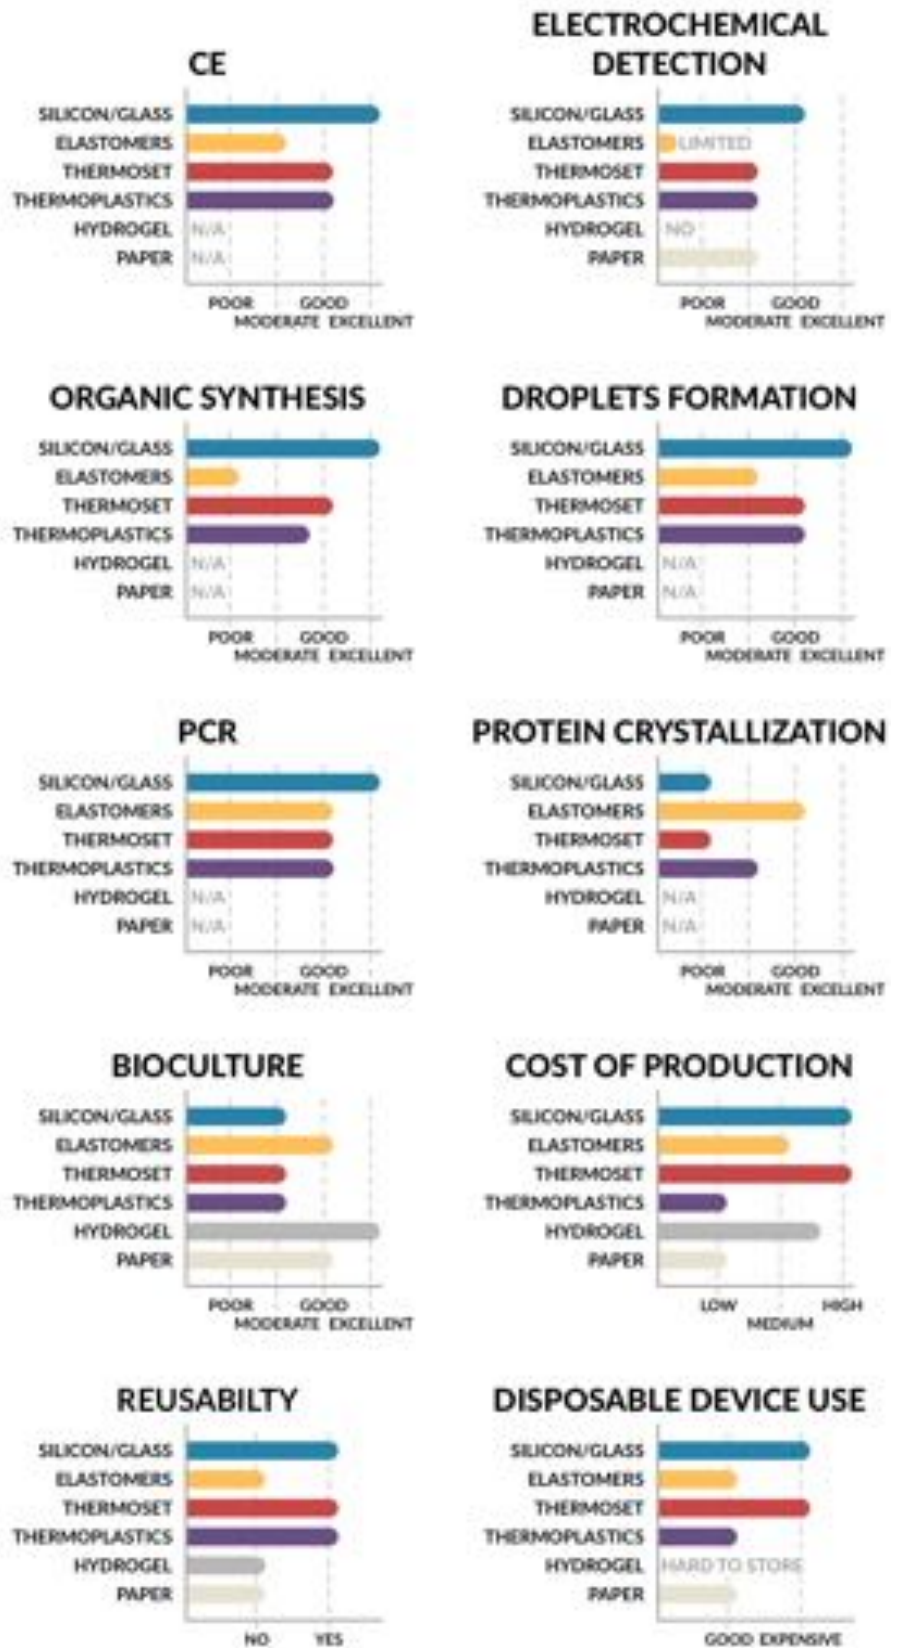 CE
SILICON/GLASS
ELASTOMERS
THERMOSET
THERMOPLASTICS
HYDROGEL N/A
PAPER N/A
POOR GOOD
MODERATE EXCELLENT
ELECTROCHEMICAL
DETECTION
SILICON/GLASS
ELASTOMERS LIMITED
THERMOSET
THERMOPLASTICS
HYDROGEL NO
PAPER
POOR GOOD
MODERATE EXCELLENT
ORGANIC SYNTHESIS
SILICON/GLASS
ELASTOMERS
THERMOSET
THERMOPLASTICS
HYDROGEL N/A
PAPER N/A
POOR GOOD
MODERATE EXCELLENT
DROPLETS FORMATION
SILICON/GLASS
ELASTOMERS
THERMOSET
THERMOPLASTICS
HYDROGEL N/A
PAPER N/A
POOR GOOD
MODERATE EXCELLENT
PCR
SILICON/GLASS
ELASTOMERS
THERMOSET
THERMOPLASTICS
HYDROGEL N/A
PAPER N/A
POOR GOOD
MODERATE EXCELLENT
PROTEIN CRYSTALLIZATION
SILICON/GLASS
ELASTOMERS
THERMOSET
THERMOPLASTICS
HYDROGEL N/A
PAPER N/A
POOR GOOD
MODERATE EXCELLENT
BIOCULTURE
SILICON/GLASS
ELASTOMERS
THERMOSET
THERMOPLASTICS
HYDROGEL
PAPER
POOR GOOD
MODERATE EXCELLENT
COST OF PRODUCTION
SILICON/GLASS
ELASTOMERS
THERMOSET
THERMOPLASTICS
HYDROGEL
PAPER
LOW HIGH
MEDIUM
REUSABILTY
SILICON/GLASS
ELASTOMERS
THERMOSET
THERMOPLASTICS
HYDROGEL
PAPER
NO YES
DISPOSABLE DEVICE USE
SILICON/GLASS
ELASTOMERS
THERMOSET
THERMOPLASTICS
HYDROGEL HARD TO STORE
PAPER
GOOD EXPENSIVE